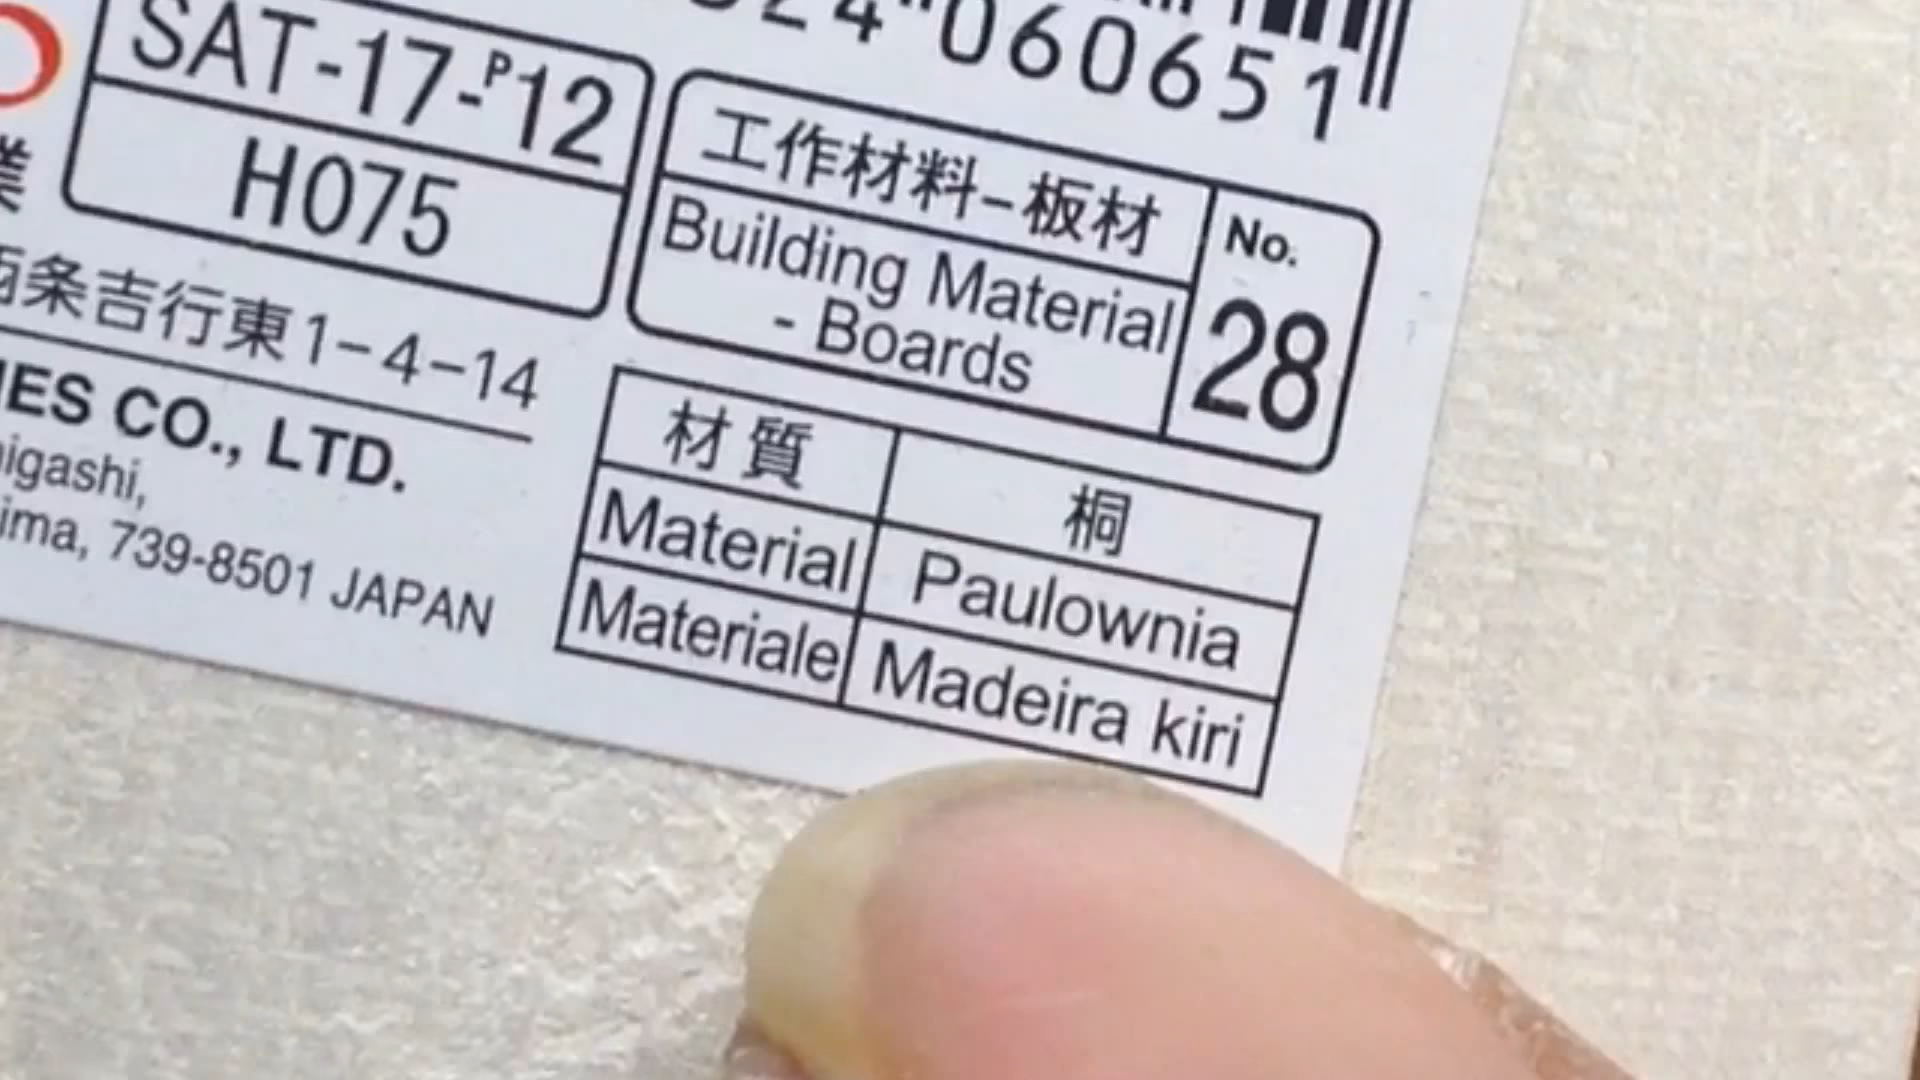 24 060651
SAT-17-P12
H075
業
条吉行東1-4-14
IES CO., LTD.
igashi,
ima, 739-8501 JAPAN
工作材料-板材
Building Material
- Boards
No.
28
材質 桐
Material Paulownia
Materiale Madeira kiri